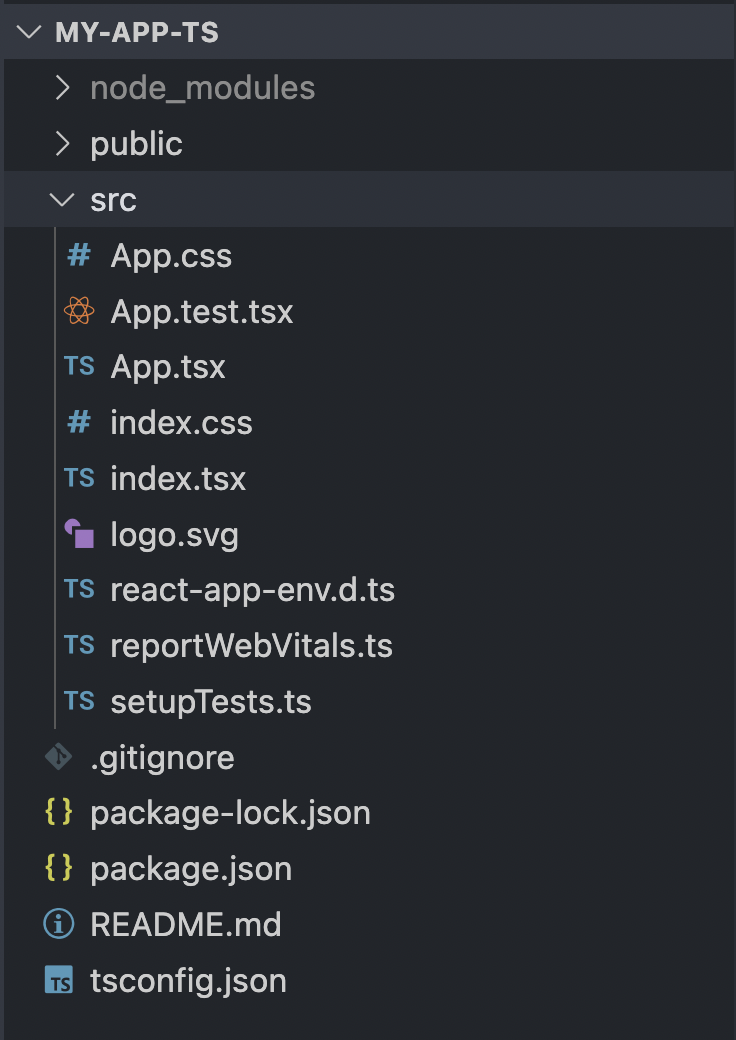 MY-APP-TS
node_modules
public
src
# App.css
App.test.tsx
TS App.tsx
# index.css
TS index.tsx
logo.svg
TS react-app-env.d.ts
TS reportWebVitals.ts
TS setupTests.ts
.gitignore
{ } package-lock.json
{ } package.json
README.md
TS tsconfig.json